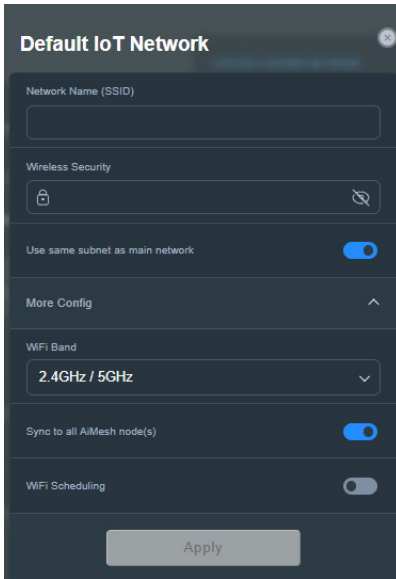 Default IoT Network
Network Name (SSID)
Wireless Security
Use same subnet as main network
More Config
WiFi Band
2.4GHz / 5GHz
Sync to all AiMesh node(s)
WiFi Scheduling
Apply